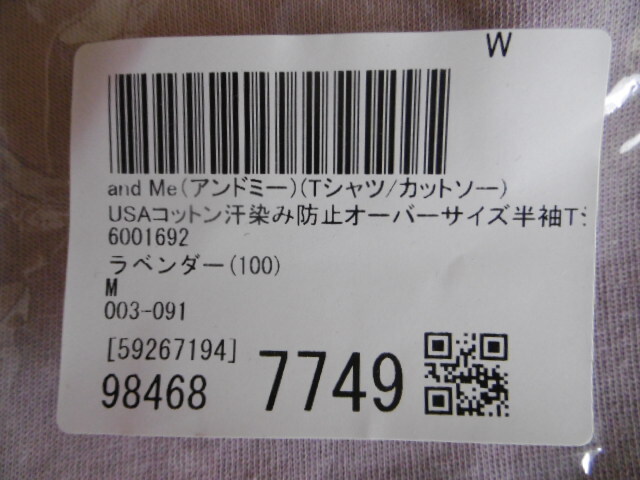 W
and Me(アンドミー)(Tシャツ/カットソー)
USAコットン汗染み防止オーバーサイズ半袖T
6001692
ラベンダー(100)
M
003-091
[59267194]
98468 7749